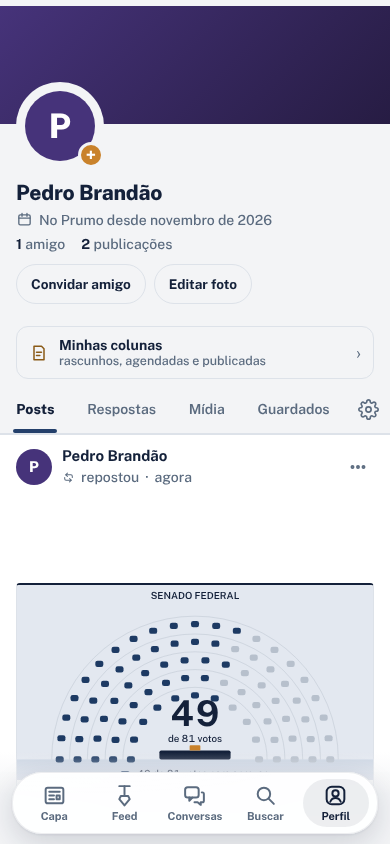 P
+
Pedro Brandão
No Prumo desde novembro de 2026
1 amigo 2 publicações
Convidar amigo Editar foto
Minhas colunas
rascunhos, agendadas e publicadas
Posts Respostas Mídia Guardados
P
Pedro Brandão
repostou · agora
SENADO FEDERAL
49
de 81 votos
Capa Feed Conversas Buscar Perfil